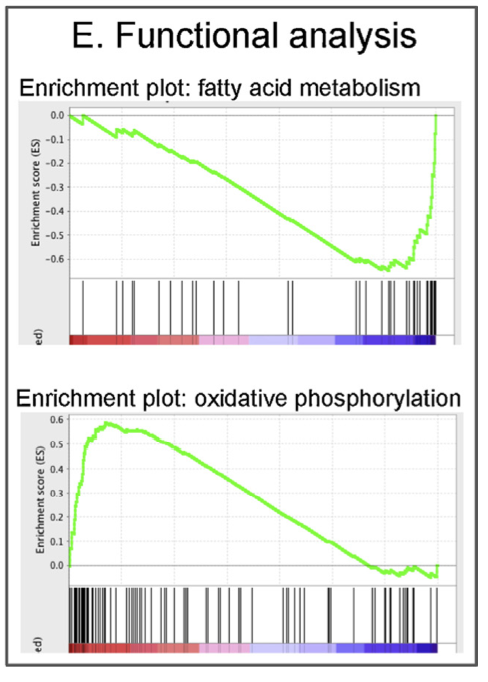 E. Functional analysis
Enrichment plot: fatty acid metabolism
Enrichment score (ES)
0.0
-0.1
-0.2
-0.3
-0.4
-0.5
-0.6
ed)
Enrichment plot: oxidative phosphorylation
Enrichment score (ES)
0.6
0.5
0.4
0.3
0.2
0.1
0.0
ed)